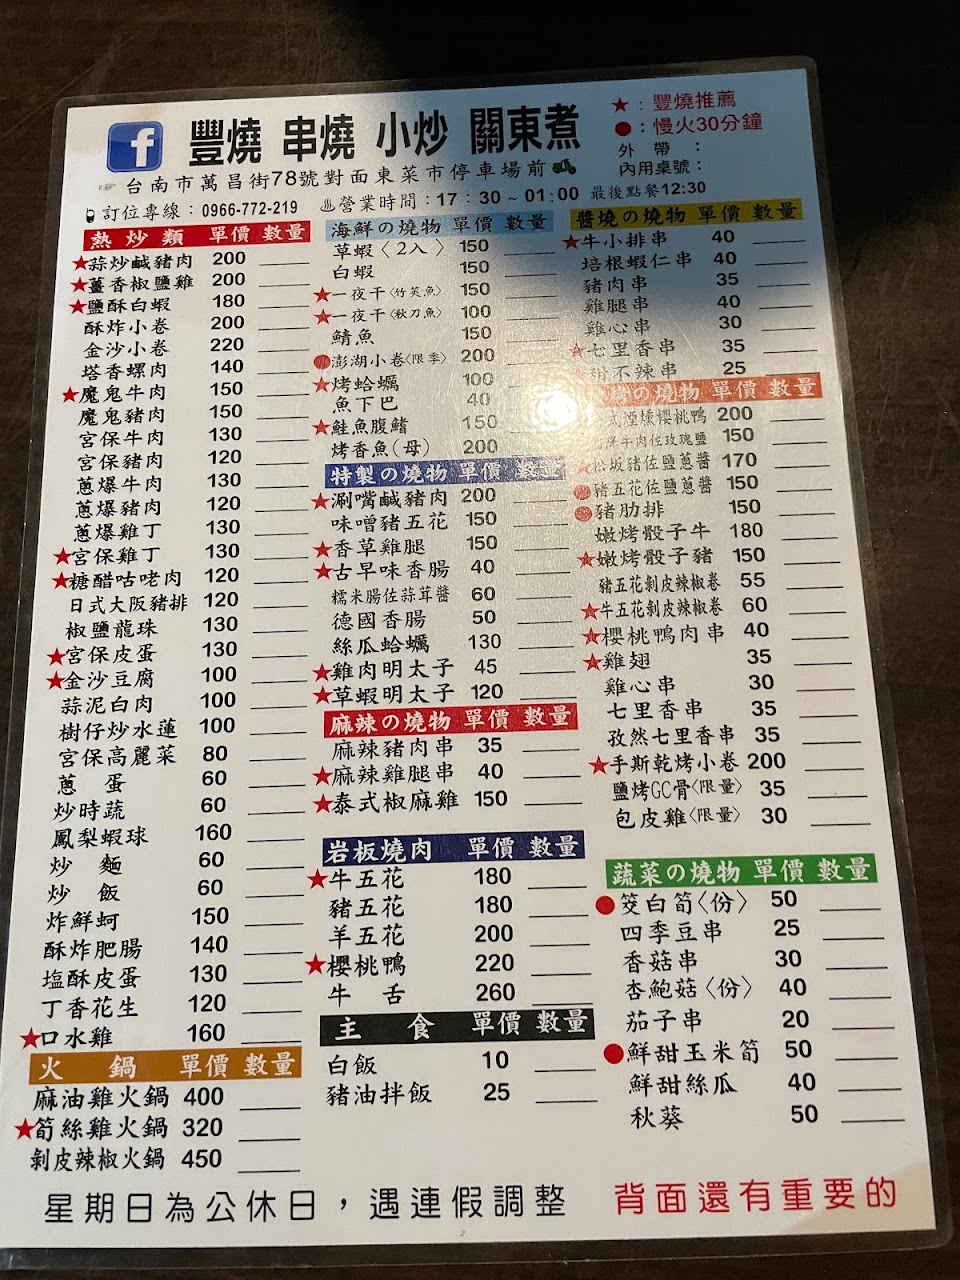 豐燒 串燒 小炒 關東煮
★：豐燒推薦
●：慢火30分鐘
外 帶 ：
內用桌號：
☞ 台南市萬昌街78號對面東菜市停車場前
訂位專線：0966-772-219
♨營業時間：17：30~01:00 最後點餐12:30
熱炒類 單價 數量
★蒜炒鹹豬肉 200
★薑香椒鹽雞 200
★鹽酥白蝦 180
酥炸小卷 200
金沙小卷 220
塔香螺肉 140
★魔鬼牛肉 150
魔鬼豬肉 150
宮保牛肉 130
宮保豬肉 120
蔥爆牛肉 130
蔥爆豬肉 120
蔥爆雞丁 130
★宮保雞丁 130
★糖醋咕咾肉 120
日式大阪豬排 120
椒鹽龍珠 130
★宮保皮蛋 130
★金沙豆腐 100
蒜泥白肉 100
樹仔炒水蓮 100
宮保高麗菜 80
蔥 蛋 60
炒時蔬 60
鳳梨蝦球 160
炒 麵 60
炒 飯 60
炸鮮蚵 150
酥炸肥腸 140
塩酥皮蛋 130
丁香花生 120
★口水雞 160
火 鍋 單價 數量
麻油雞火鍋 400
★筍絲雞火鍋 320
剝皮辣椒火鍋 450
海鮮の燒物 單價 數量
草蝦〈2入〉 150
白蝦 150
★一夜干〈竹筴魚〉 150
★一夜干〈秋刀魚〉 100
鯖魚 150
澎湖小卷〈限季〉 200
★烤蛤蠣 100
魚下巴 40
★鮭魚腹鰭 150
烤香魚(母) 200
特製の燒物 單價 數量
★涮嘴鹹豬肉 200
味噌豬五花 150
★香草雞腿 150
★古早味香腸 40
糯米腸佐蒜茸醬 60
德國香腸 50
絲瓜蛤蠣 130
★雞肉明太子 45
★草蝦明太子 120
麻辣の燒物 單價 數量
麻辣豬肉串 35
★麻辣雞腿串 40
★泰式椒麻雞 150
岩板燒肉 單價 數量
★牛五花 180
豬五花 180
羊五花 200
★櫻桃鴨 220
牛 舌 260
主 食 單價 數量
白飯 10
豬油拌飯 25
醬燒の燒物 單價 數量
★牛小排串 40
培根蝦仁串 40
豬肉串 35
雞腿串 40
雞心串 30
★七里香串 35
甜不辣串 25
の燒物 單價 數量
式煙燻櫻桃鴨 200
牛肉佐玫瑰鹽 150
★松坂豬佐鹽蔥醬 170
●豬五花佐鹽蔥醬 150
●豬肋排 150
嫩烤骰子牛 180
★嫩烤骰子豬 150
豬五花剝皮辣椒卷 55
★牛五花剝皮辣椒卷 60
★櫻桃鴨肉串 40
★雞翅 35
雞心串 30
七里香串 35
孜然七里香串 35
★手斯乾烤小卷 200
鹽烤GC骨〈限量〉 35
包皮雞〈限量〉 30
蔬菜の燒物 單價 數量
●筊白筍〈份〉 50
四季豆串 25
香菇串 30
杏鮑菇〈份〉 40
茄子串 20
●鮮甜玉米筍 50
鮮甜絲瓜 40
秋葵 50
星期日為公休日，遇連假調整
背面還有重要的